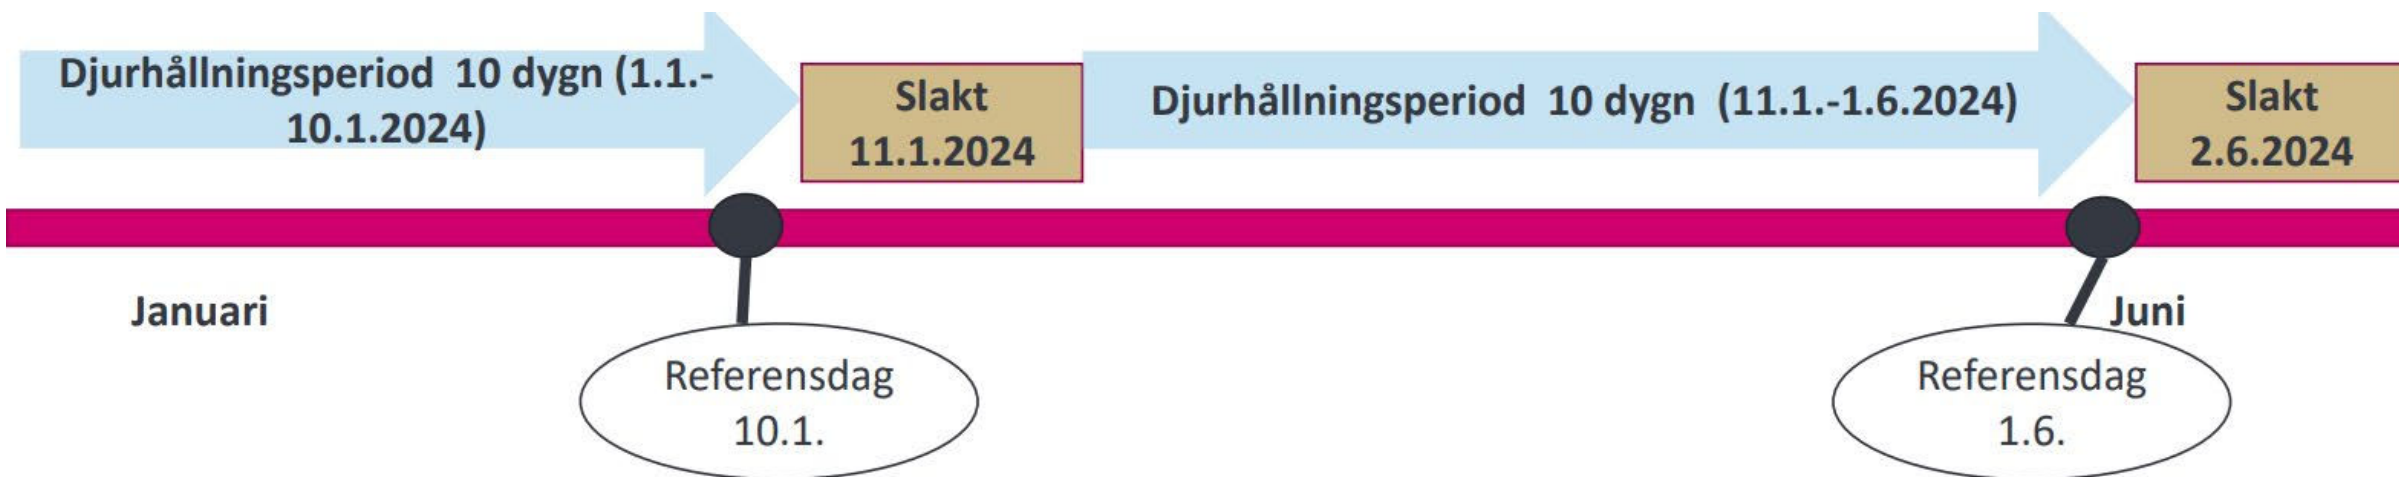 Djurhållningsperiod 10 dygn (1.1.-
10.1.2024)
Slakt
11.1.2024
Djurhållningsperiod 10 dygn (11.1.-1.6.2024)
Slakt
2.6.2024
Januari
Juni
Referensdag
10.1.
Referensdag
1.6.